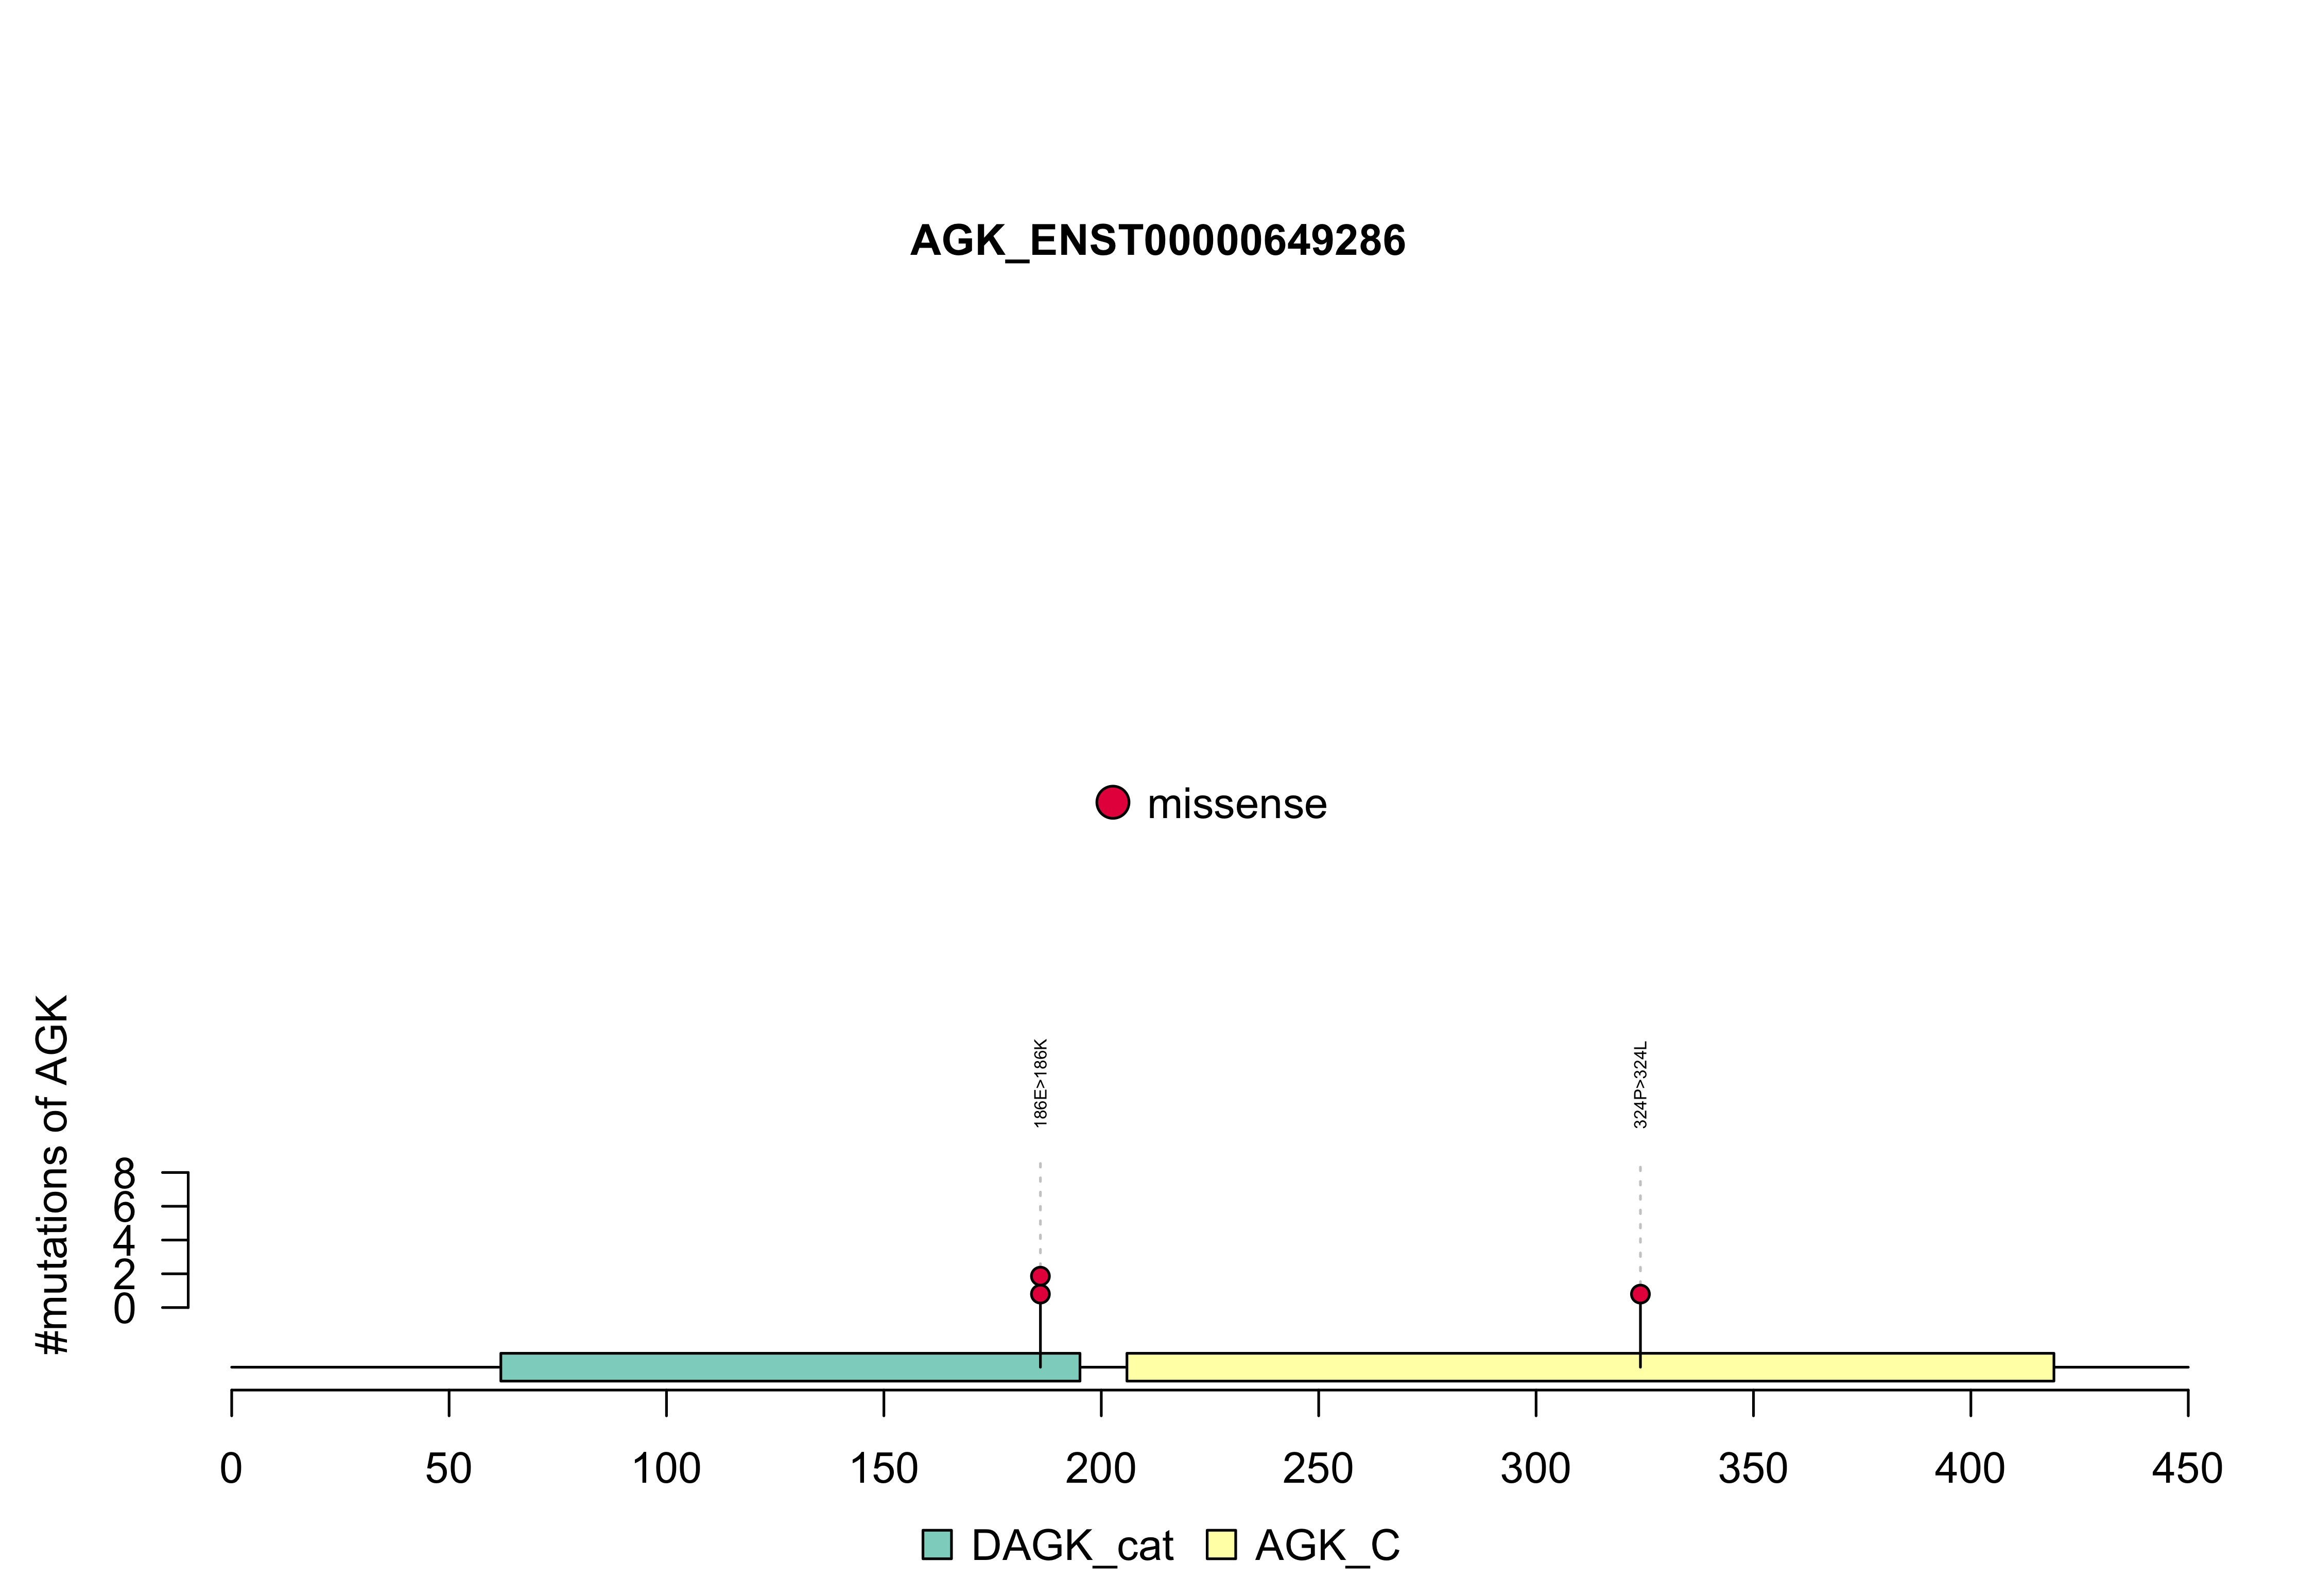 AGK_ENST00000649286
missense
#mutations of AGK
186E>186K
324P>324L
8
6
4
2
0
0 50 100 150 200 250 300 350 400 450
DAGK_cat AGK_C